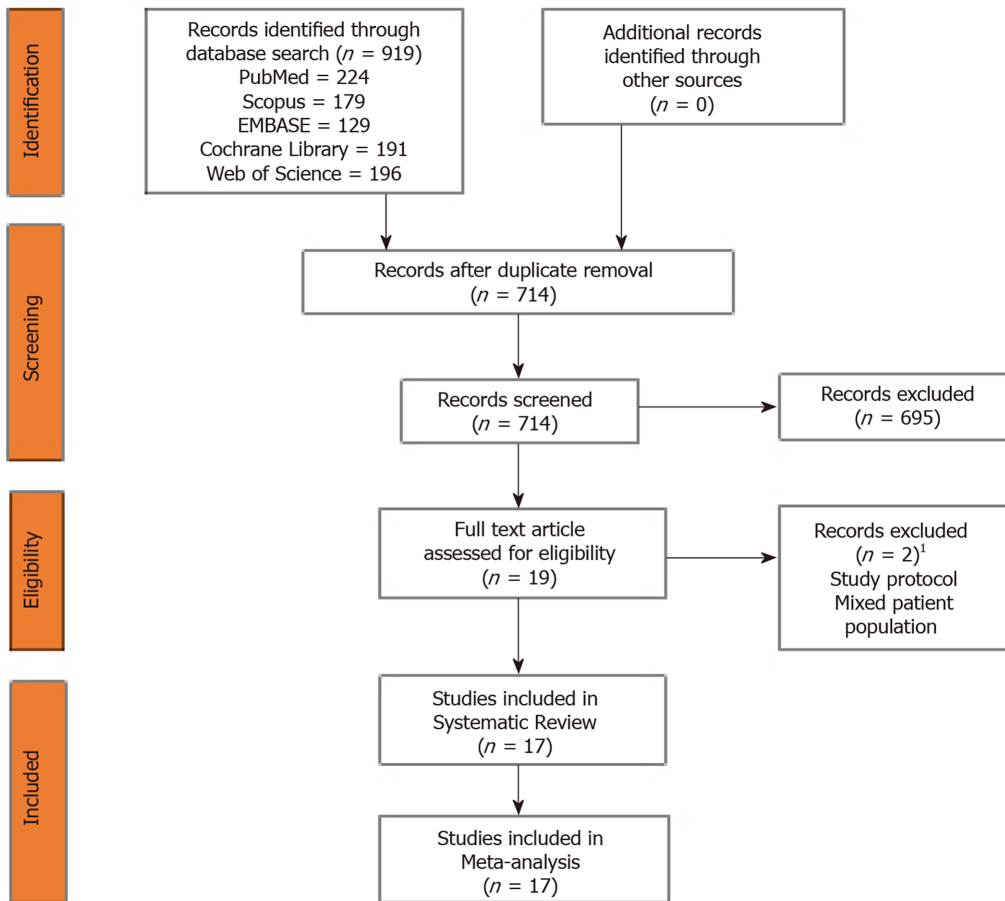 Identification
Records identified through
database search (n = 919)
PubMed = 224
Scopus = 179
EMBASE = 129
Cochrane Library = 191
Web of Science = 196
Additional records
identified through
other sources
(n = 0)
Screening
Records after duplicate removal
(n = 714)
Records screened
(n = 714)
Records excluded
(n = 695)
Eligibility
Full text article
assessed for eligibility
(n = 19)
Records excluded
(n = 2)¹
Study protocol
Mixed patient
population
Included
Studies included in
Systematic Review
(n = 17)
Studies included in
Meta-analysis
(n = 17)